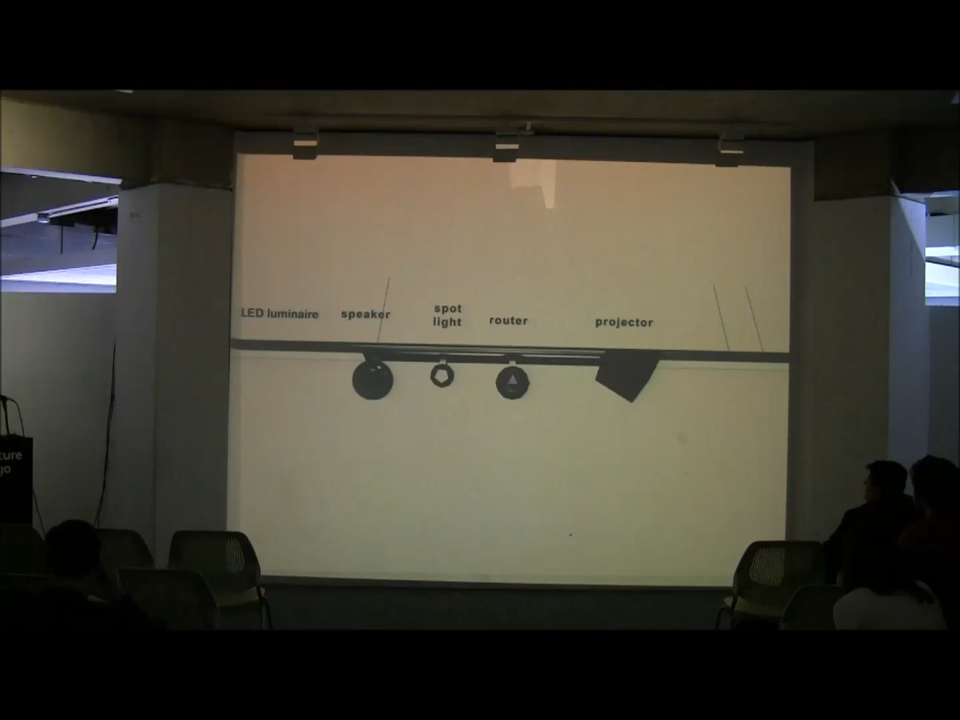 LED luminaire
speaker
spot
light
router
projector